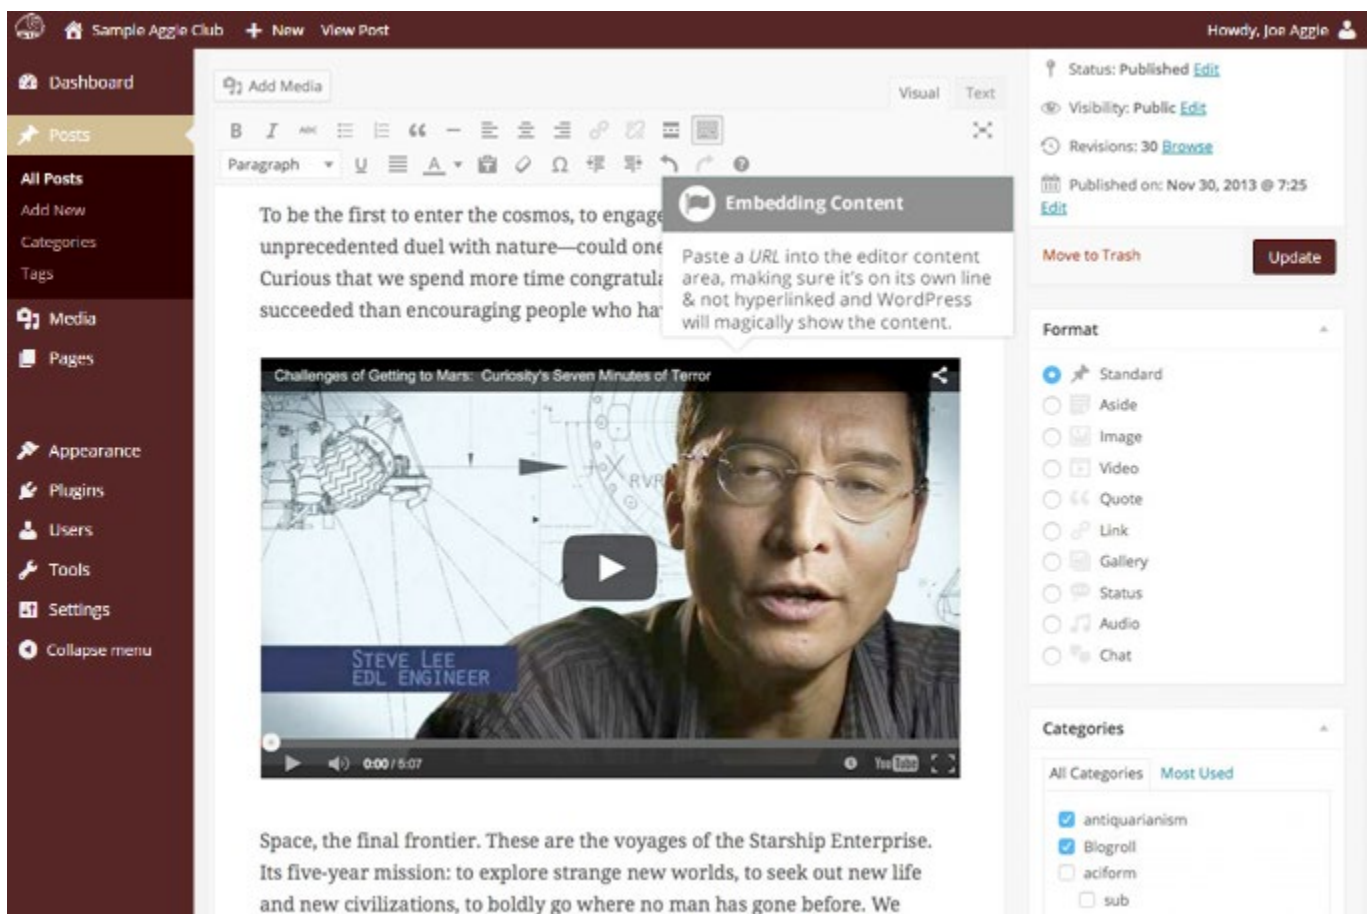 Sample Aggie Club New View Post Howdy, Joe Aggie
Dashboard
Posts
All Posts
Add New
Categories
Tags
Media
Pages
Appearance
Plugins
Users
Tools
Settings
Collapse menu
Add Media
Visual Text
B I ABC
Paragraph U A Ω
To be the first to enter the cosmos, to engage
unprecedented duel with nature—could one
Curious that we spend more time congratula
succeeded than encouraging people who ha
Embedding Content
Paste a URL into the editor content
area, making sure it's on its own line
& not hyperlinked and WordPress
will magically show the content.
Challenges of Getting to Mars: Curiosity's Seven Minutes of Terror
RVR
STEVE LEE
EDL ENGINEER
0:00 / 5:07 YouTube
Space, the final frontier. These are the voyages of the Starship Enterprise.
Its five-year mission: to explore strange new worlds, to seek out new life
and new civilizations, to boldly go where no man has gone before. We
Status: Published Edit
Visibility: Public Edit
Revisions: 30 Browse
Published on: Nov 30, 2013 @ 7:25
Edit
Move to Trash Update
Format
Standard
Aside
Image
Video
Quote
Link
Gallery
Status
Audio
Chat
Categories
All Categories Most Used
antiquarianism
Blogroll
aciform
sub